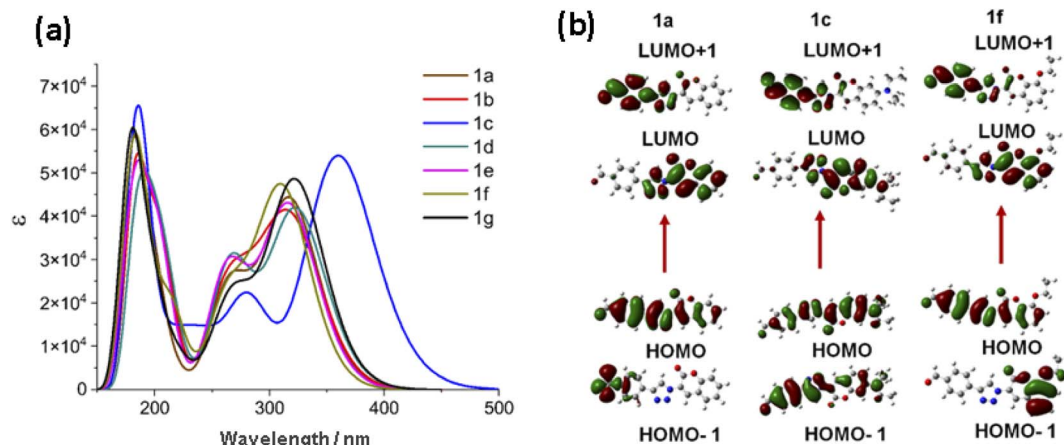 (a)
7×10⁴
6×10⁴
5×10⁴
4×10⁴
3×10⁴
2×10⁴
1×10⁴
0
ε
200
300
400
500
Wavelength / nm
1a
1b
1c
1d
1e
1f
1g
(b)
1a 1c 1f
LUMO+1 LUMO+1 LUMO+1
LUMO LUMO LUMO
HOMO HOMO HOMO
HOMO- 1 HOMO- 1 HOMO- 1